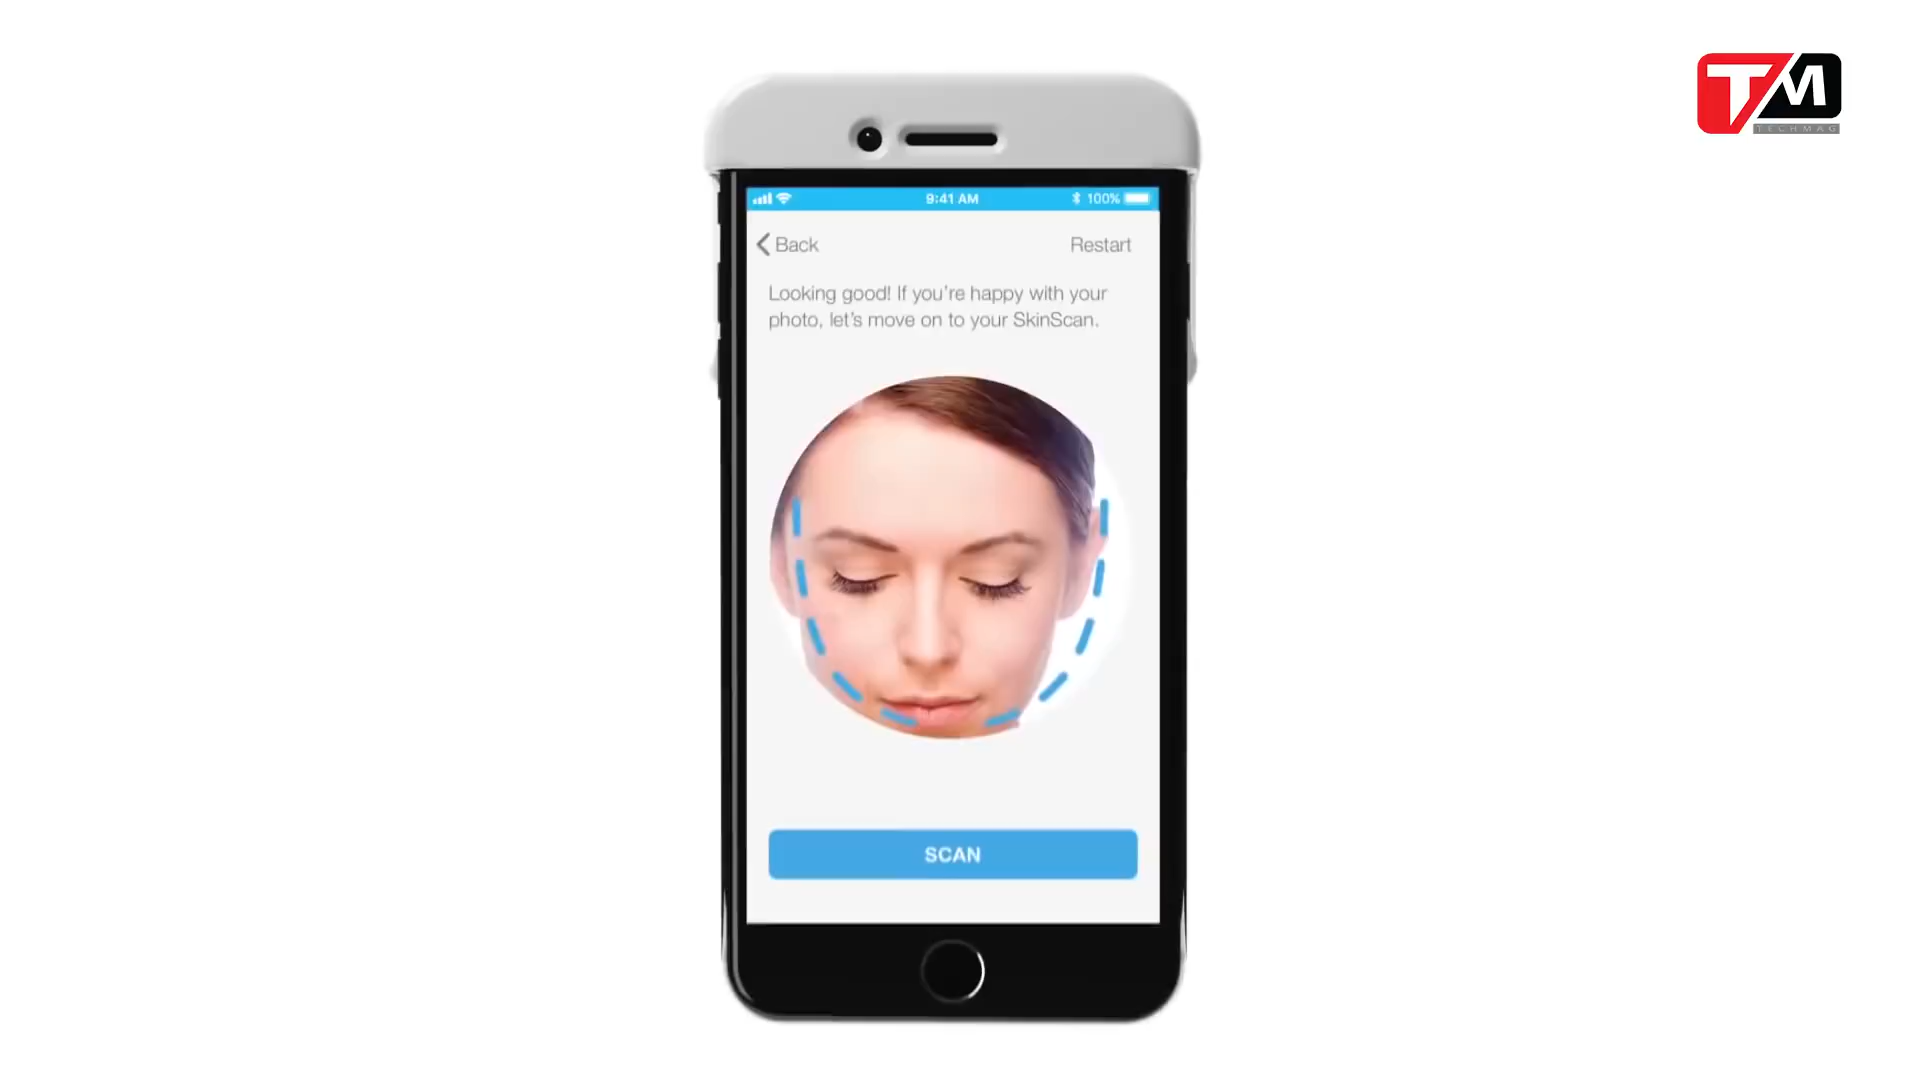 TM
TECHMAG
9:41 AM
100%
Back
Restart
Looking good! If you're happy with your
photo, let's move on to your SkinScan.
SCAN